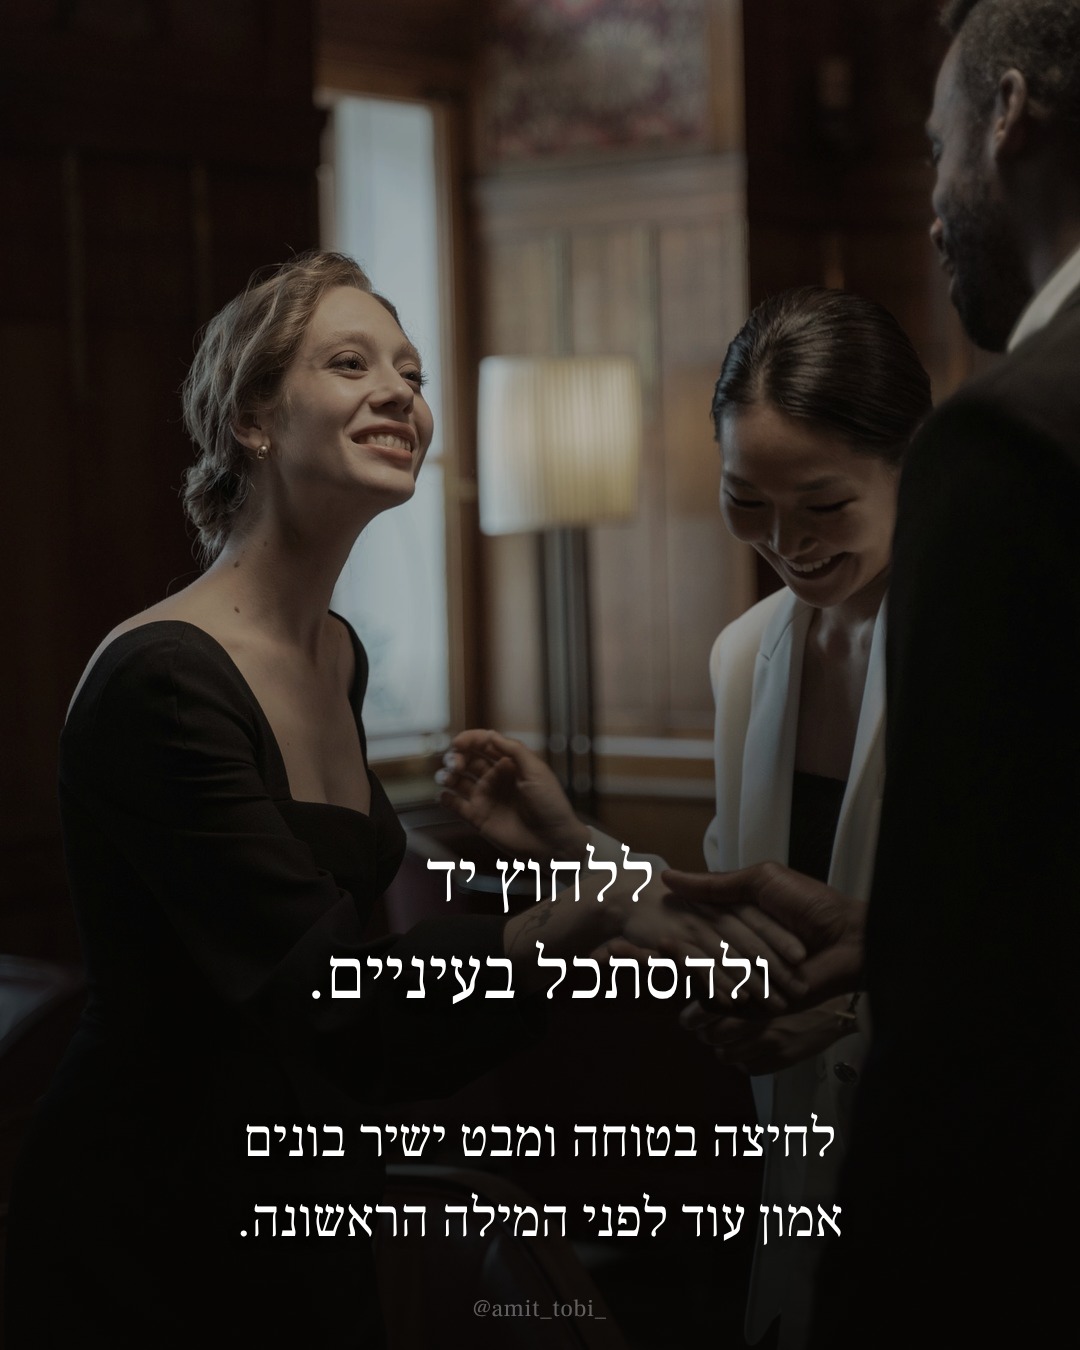 ללחוץ יד
ולהסתכל בעיניים.
לחיצה בטוחה ומבט ישיר בונים
אמון עוד לפני המילה הראשונה.
@amit_tobi_